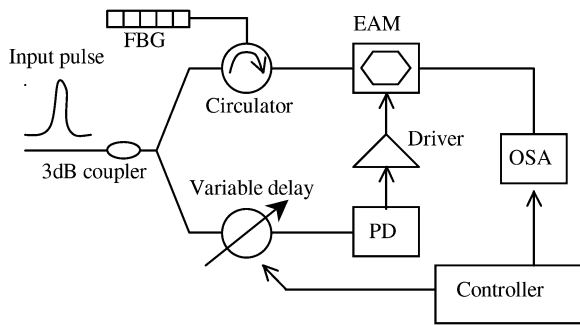 FBG
EAM
Input pulse
Circulator
Driver
OSA
3dB coupler
Variable delay
PD
Controller